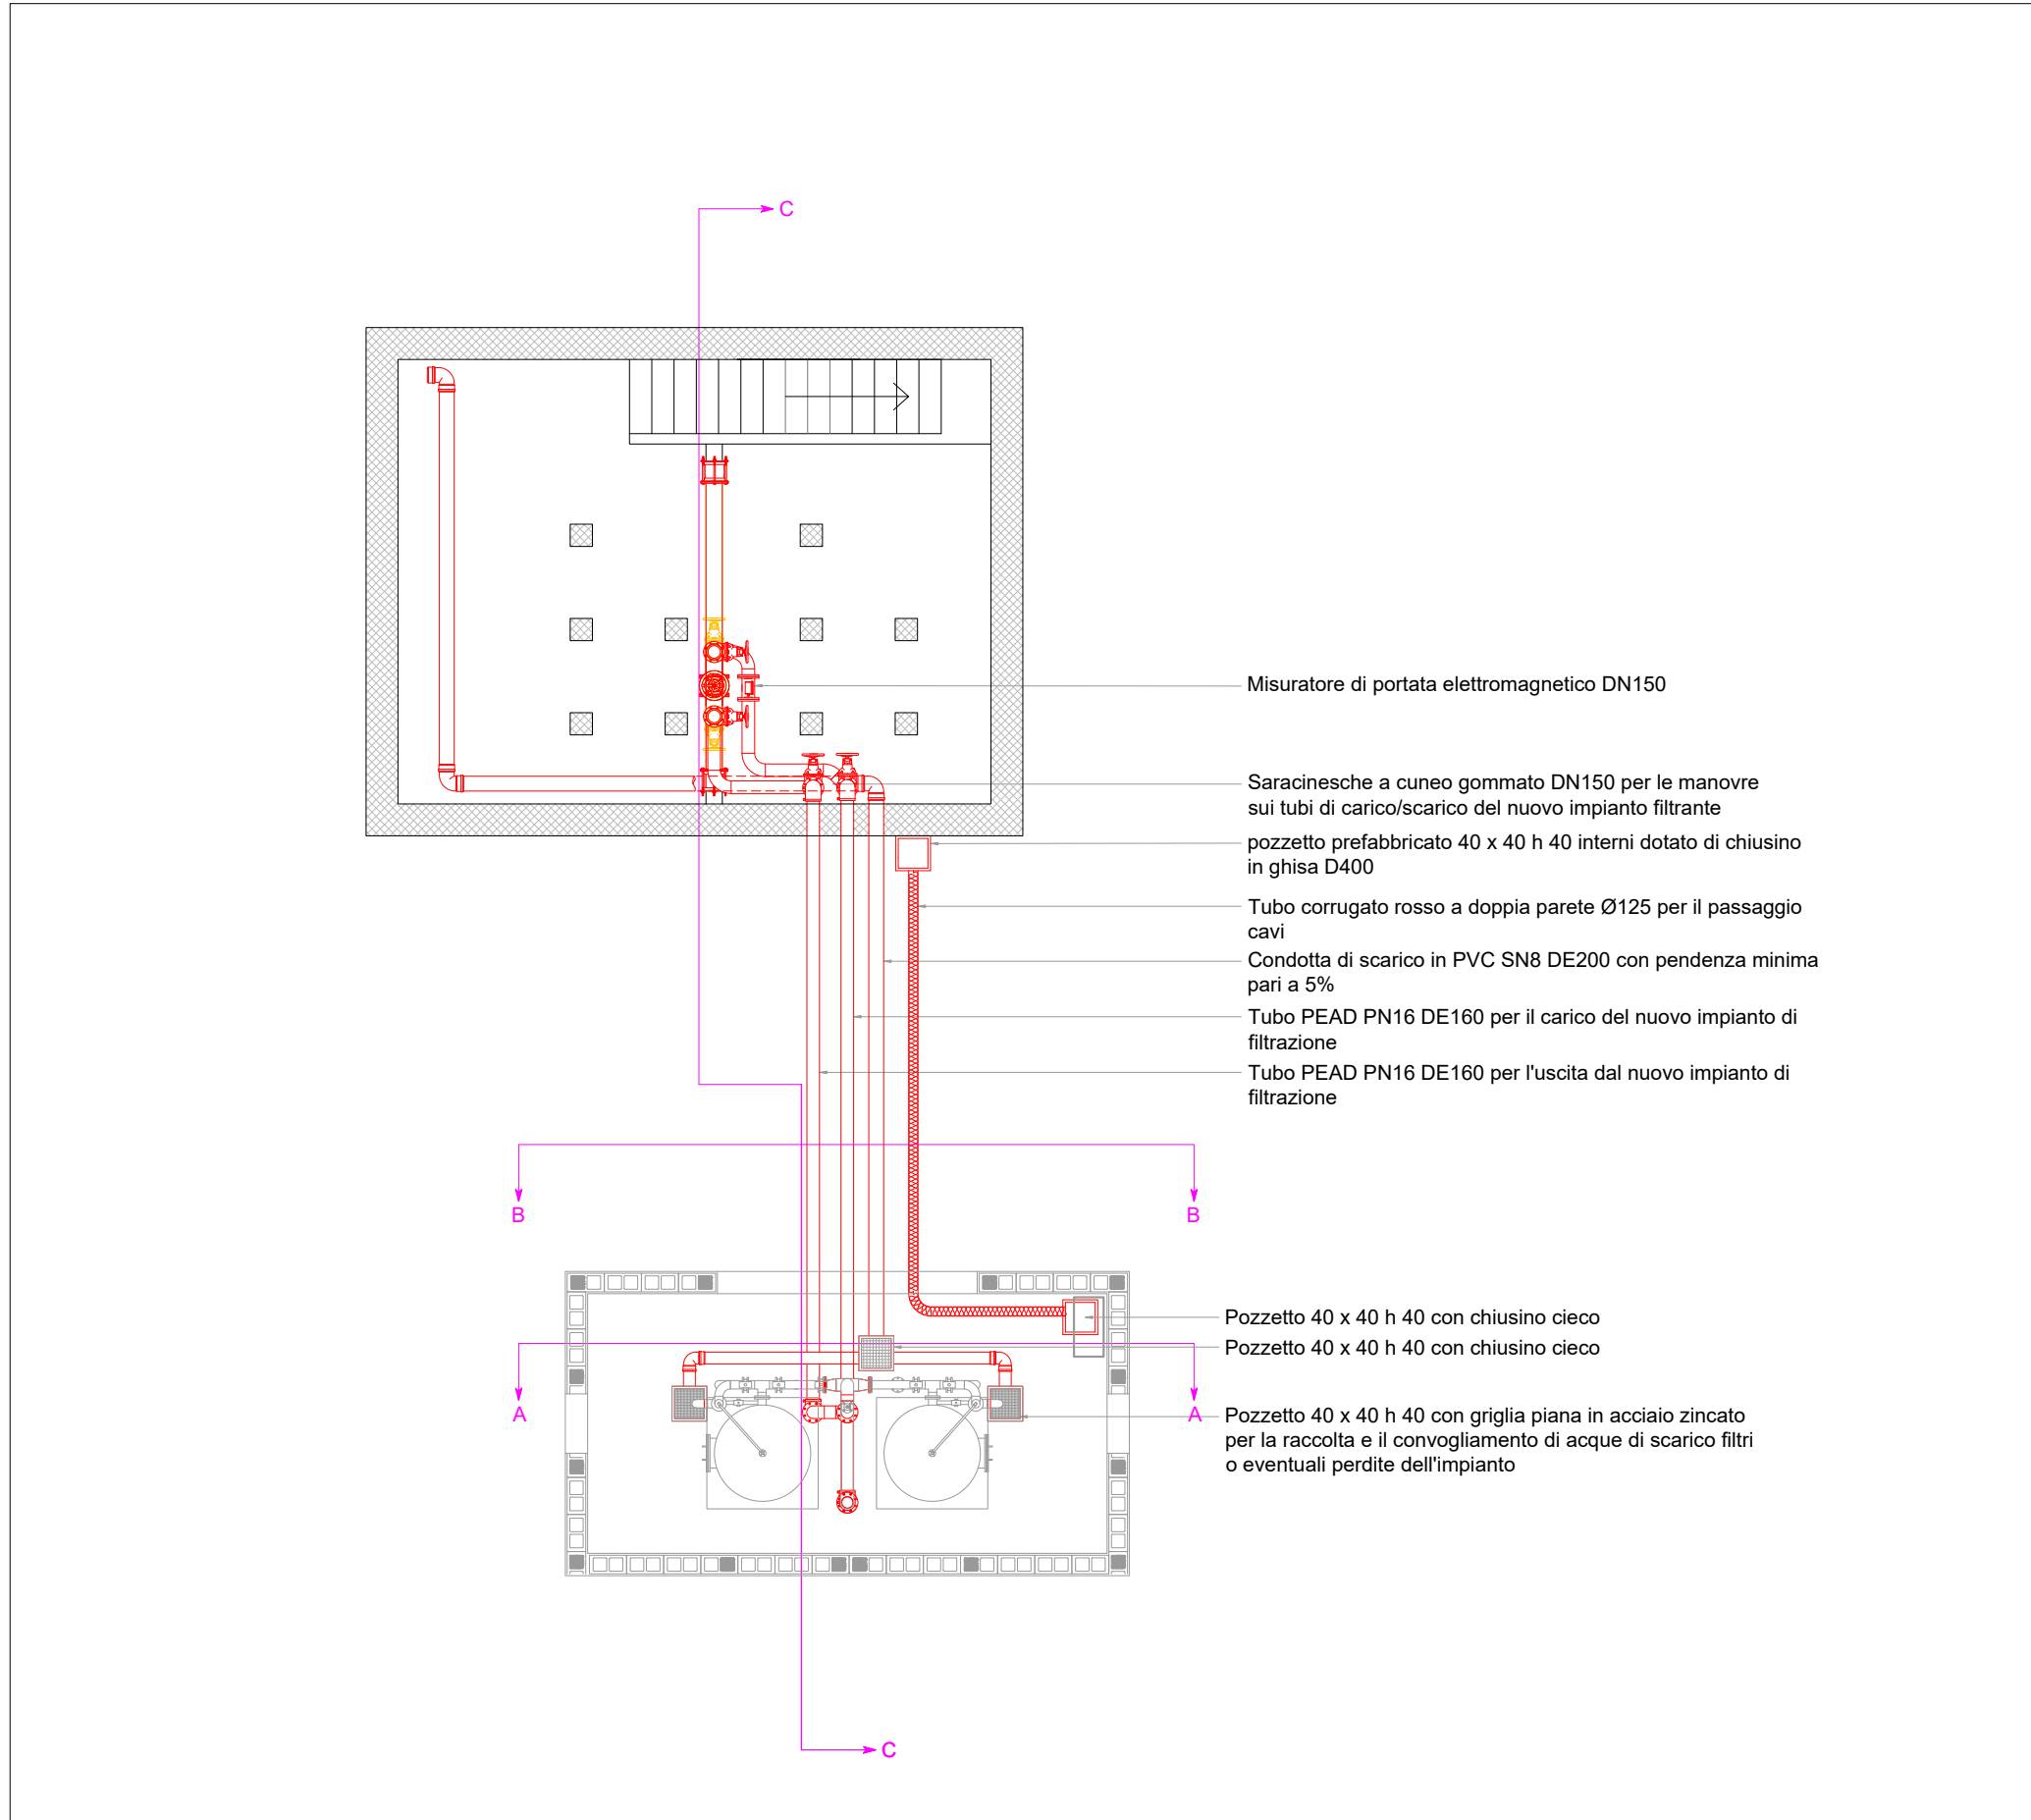 C
Misuratore di portata elettromagnetico DN150
Saracinesche a cuneo gommato DN150 per le manovre
sui tubi di carico/scarico del nuovo impianto filtrante
pozzetto prefabbricato 40 x 40 h 40 interni dotato di chiusino
in ghisa D400
Tubo corrugato rosso a doppia parete Ø125 per il passaggio
cavi
Condotta di scarico in PVC SN8 DE200 con pendenza minima
pari a 5%
Tubo PEAD PN16 DE160 per il carico del nuovo impianto di
filtrazione
Tubo PEAD PN16 DE160 per l'uscita dal nuovo impianto di
filtrazione
B
B
Pozzetto 40 x 40 h 40 con chiusino cieco
Pozzetto 40 x 40 h 40 con chiusino cieco
A
A
Pozzetto 40 x 40 h 40 con griglia piana in acciaio zincato
per la raccolta e il convogliamento di acque di scarico filtri
o eventuali perdite dell'impianto
C